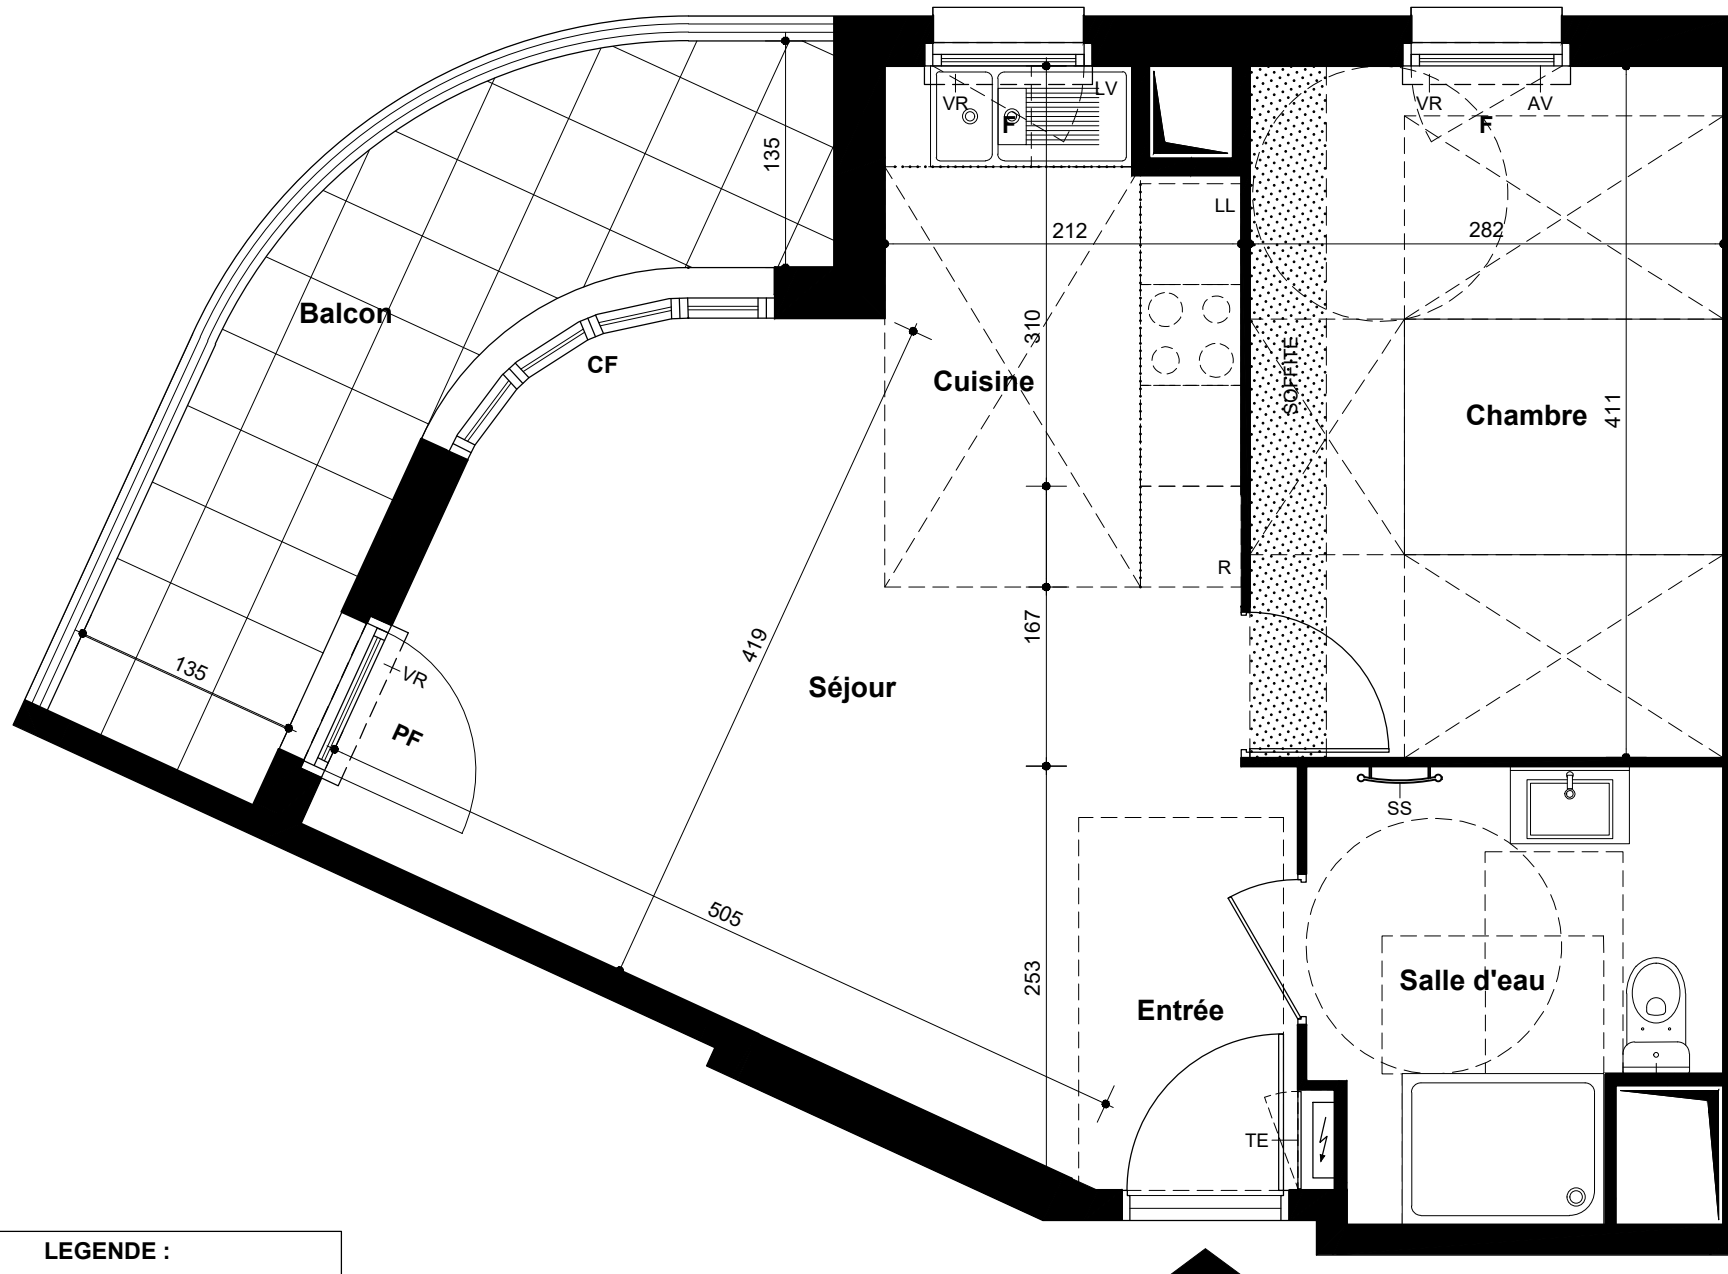 VR
LV
F
VR
AV
F
135
LL
212
282
Balcon
310
CF
Cuisine
SOFFITE
Chambre
411
R
167
419
135
VR
Séjour
PF
SS
505
253
Salle d'eau
Entrée
TE
LEGENDE :